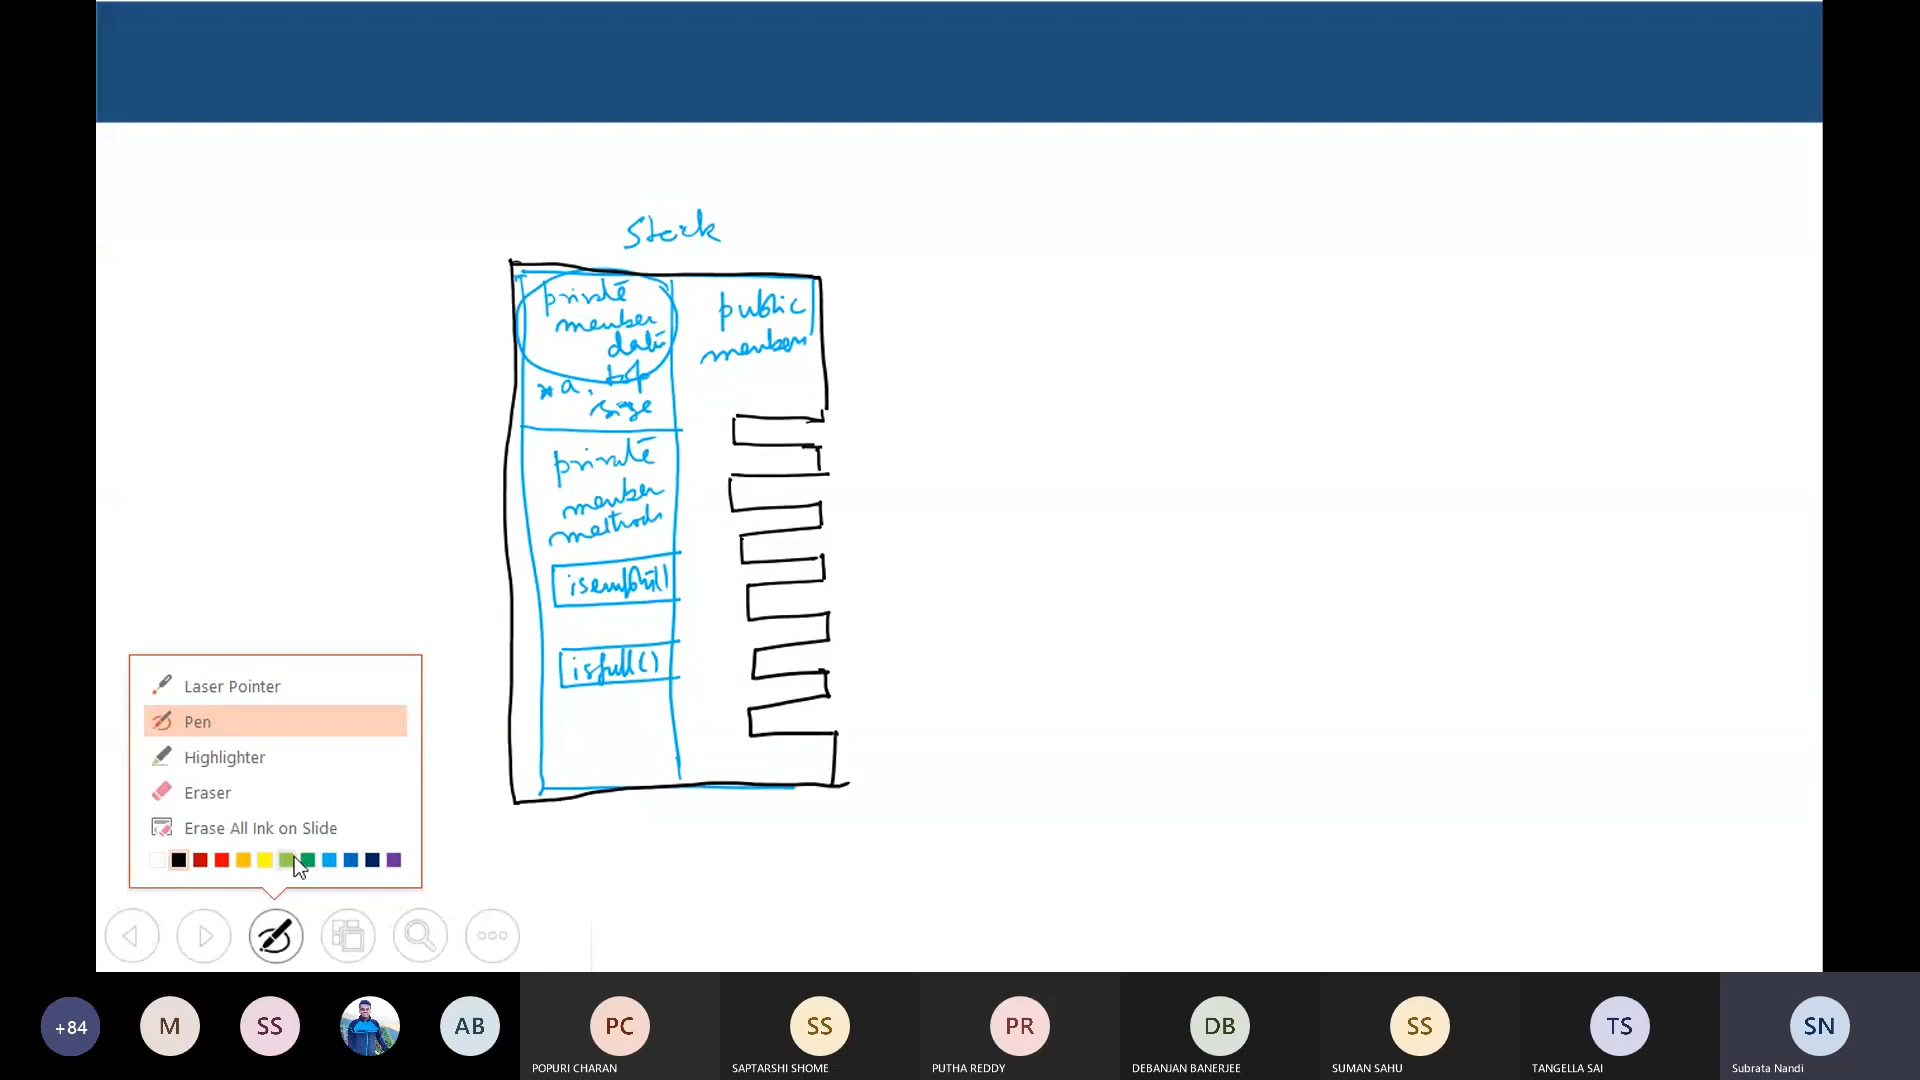 Stack
private
member
data
*a, top
size
public
members
private
member
methods
isempty()
isfull()
Laser Pointer
Pen
Highlighter
Eraser
Erase All Ink on Slide
+84
M
SS
AB
PC
SS
PR
DB
SS
TS
SN
POPURI CHARAN
SAPTARSHI SHOME
PUTHA REDDY
DEBANJAN BANERJEE
SUMAN SAHU
TANGELLA SAI
Subrata Nandi